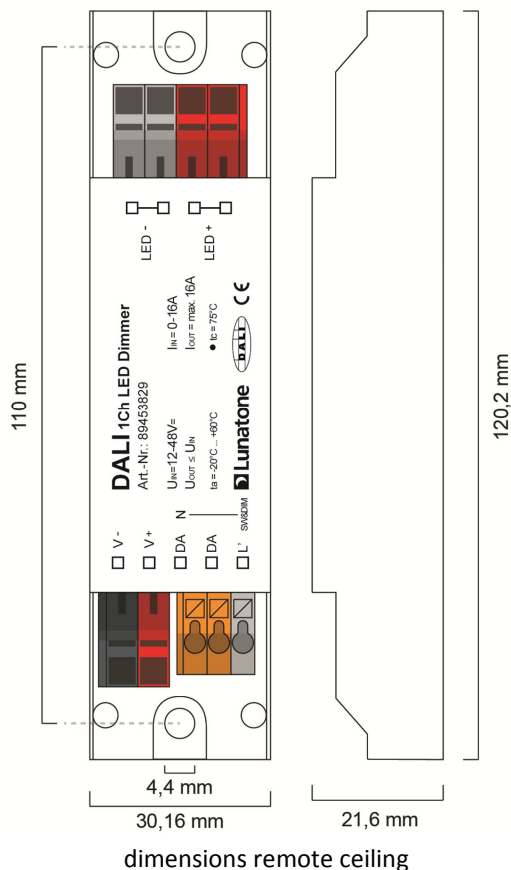 LED -
LED +
DALI 1Ch LED Dimmer
Art.-Nr.: 89453829
UIN=12-48V=
IIN = 0-16A
UOUT ≤ UIN
IOUT = max. 16A
ta = -20°C ... +60°C
● tc = 75°C
Lunatone
DALI
CE
V -
V +
DA
N
DA
L'
SW&DIM
110 mm
120,2 mm
4,4 mm
30,16 mm
21,6 mm
dimensions remote ceiling